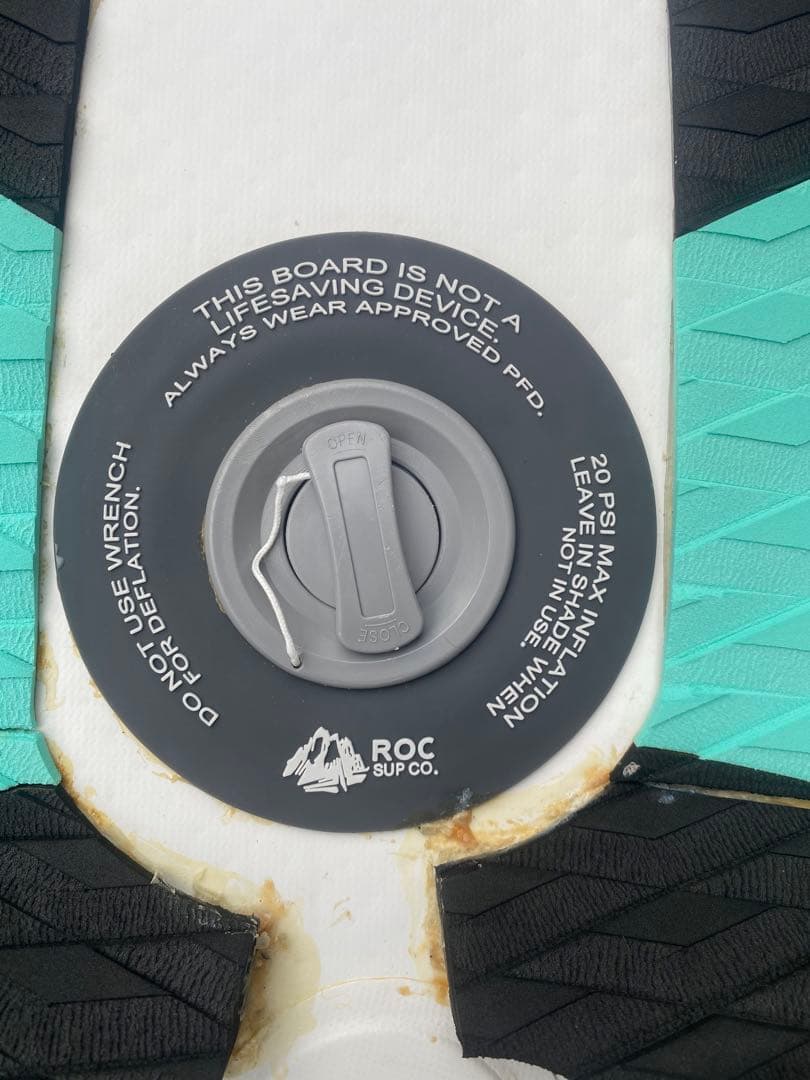 THIS BOARD IS NOT A
LIFESAVING DEVICE.
ALWAYS WEAR APPROVED PFD.
DO NOT USE WRENCH
FOR DEFLATION.
OPEN
CLOSE
20 PSI MAX INFLATION
LEAVE IN SHADE WHEN
NOT IN USE.
ROC
SUP CO.